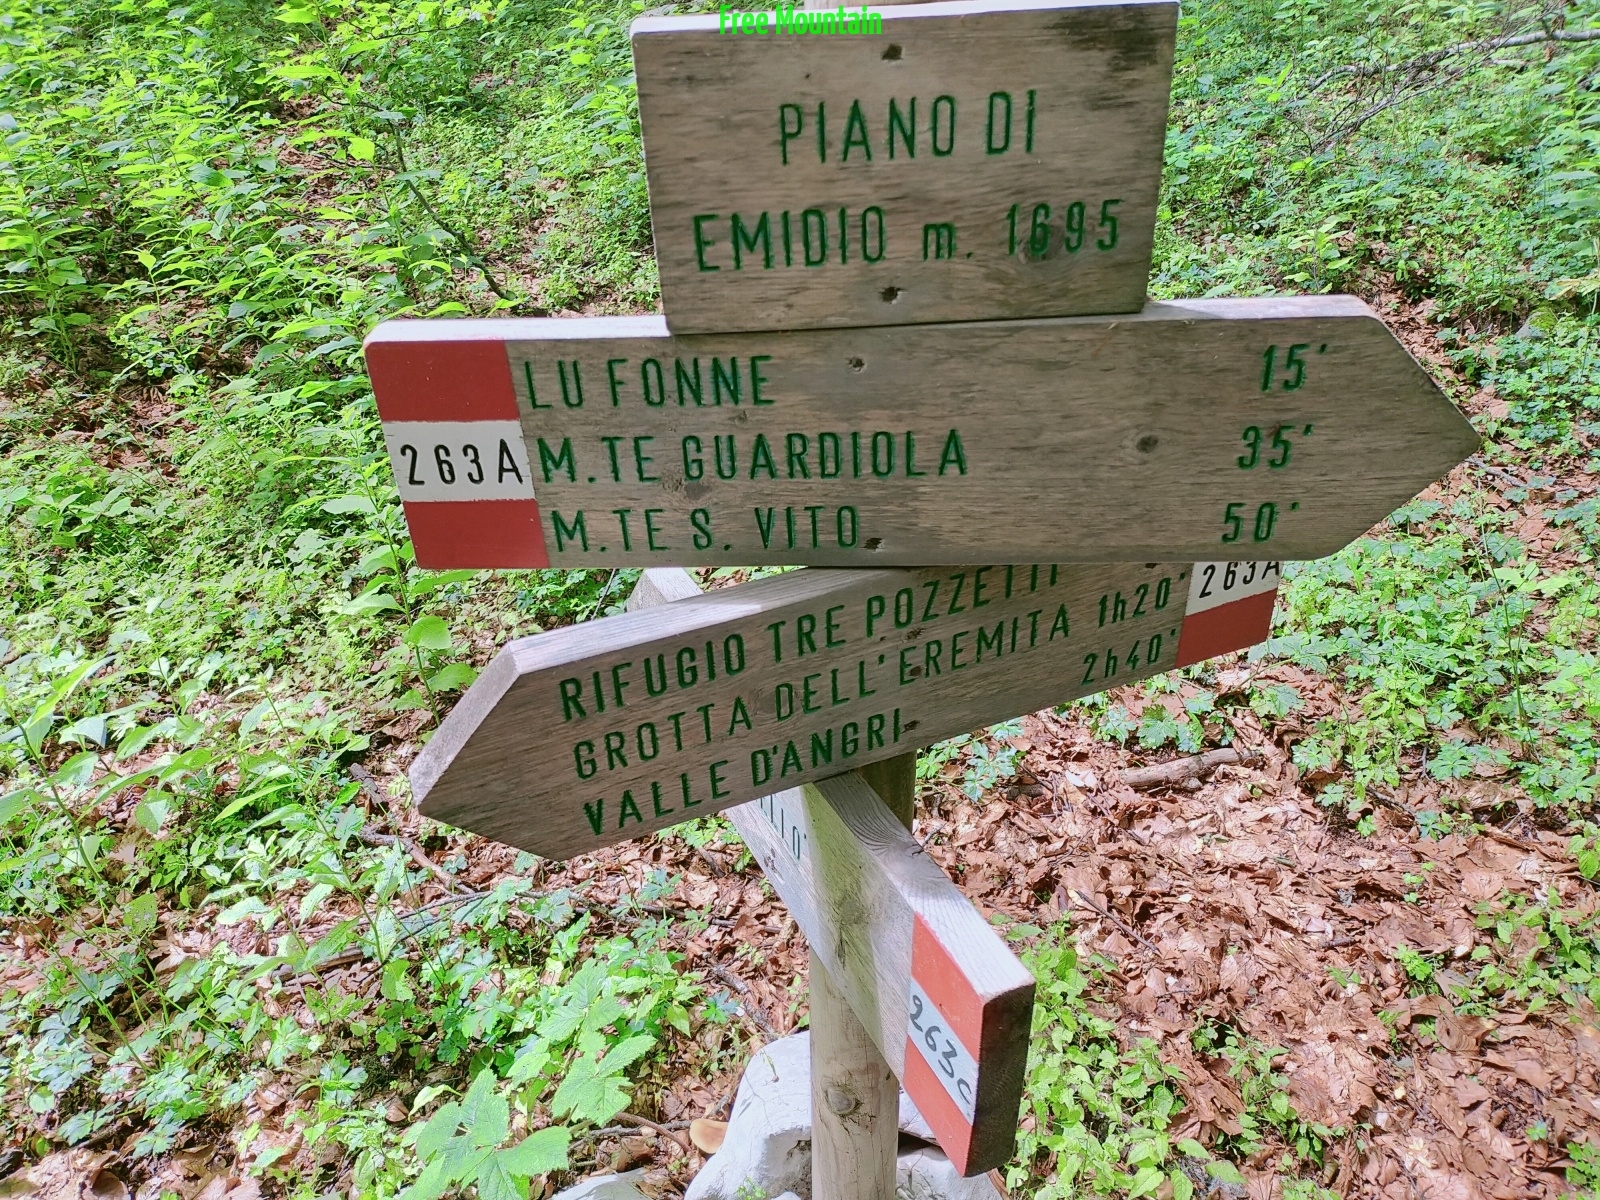 Free Mountain
PIANO DI
EMIDIO m. 1695
LU FONNE 15'
263A M.TE GUARDIOLA 35'
M.TE S. VITO 50'
RIFUGIO TRE POZZETTI
GROTTA DELL'EREMITA 1h20' 263A
VALLE D'ANGRI 2h40'
263C